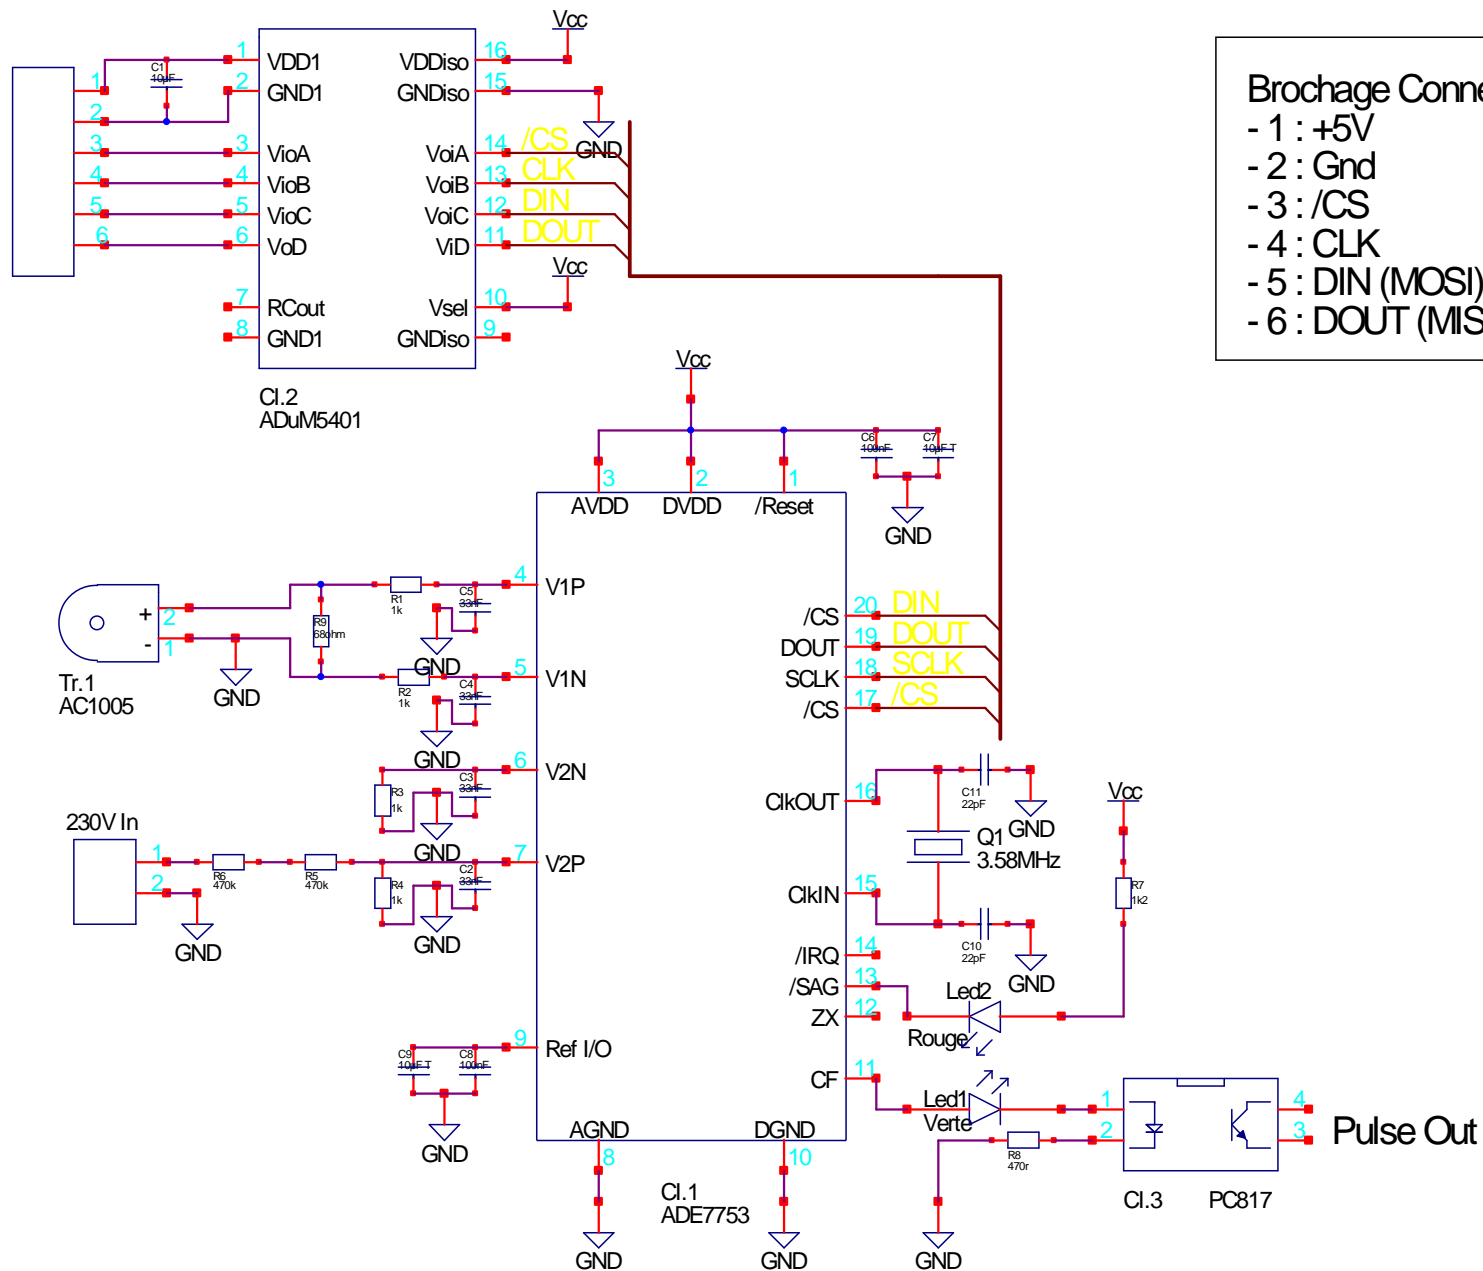 Vcc
1 VDD1 VDDiso 16
C1
10µF
2 GND1 GNDiso 15
GND
1
2
3 3 VioA VoiA 14 /CS
4 4 VioB VoiB 13 CLK
5 5 VioC VoiC 12 DIN
6 6 VoD ViD 11 DOUT
Vcc
7 RCout Vsel 10
8 GND1 GNDiso 9
CI.2
ADuM5401
Brochage Conne
- 1 : +5V
- 2 : Gnd
- 3 : /CS
- 4 : CLK
- 5 : DIN (MOSI)
- 6 : DOUT (MIS
Vcc
C6
100nF
C7
10µF T
GND
3 2 1
AVDD DVDD /Reset
4 V1P
R1
1k
C5
33nF
GND
+ 2
- 1
R9
68ohm
GND
Tr.1
AC1005
5 V1N
R2
1k
C4
33nF
GND
6 V2N
R3
1k
C3
33nF
GND
230V In
1
2
GND
R6
470k
R5
470k
7 V2P
R4
1k
C2
33nF
GND
9 Ref I/O
C9
10µF T
C8
100nF
GND
/CS 20 DIN
DOUT 19 DOUT
SCLK 18 SCLK
/CS 17 /CS
ClkOUT 16
C11
22pF
GND
Q1
3.58MHz
ClkIN 15
C10
22pF
GND
Vcc
R7
1k2
/IRQ 14
/SAG 13
ZX 12
Led2
Rouge
CF 11
Led1
Verte
1 4
2 3
Pulse Out
R8
470r
GND
CI.3 PC817
AGND DGND
8 10
GND GND
CI.1
ADE7753